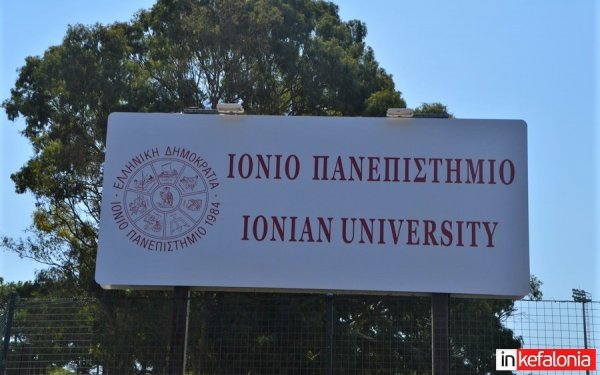 ΕΛΛΗΝΙΚΗ ΔΗΜΟΚΡΑΤΙΑ
ΙΟΝΙΟ ΠΑΝΕΠΙΣΤΗΜΙΟ 1984
ΙΟΝΙΟ ΠΑΝΕΠΙΣΤΗΜΙΟ
IONIAN UNIVERSITY
inkefalonia